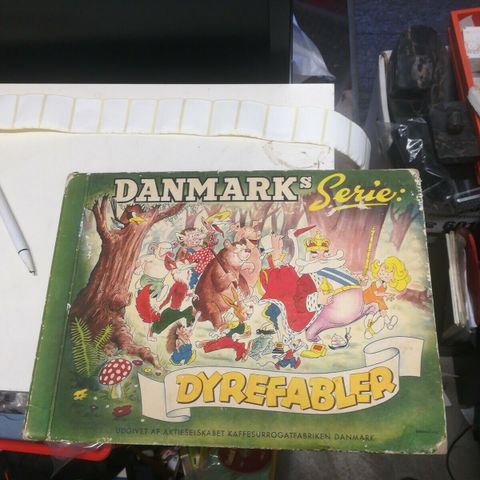 DANMARKs Serie:
DYREFABLER
UDGIVET AF AKTIESELSKABET KAFFESURROGATFABRIKEN DANMARK